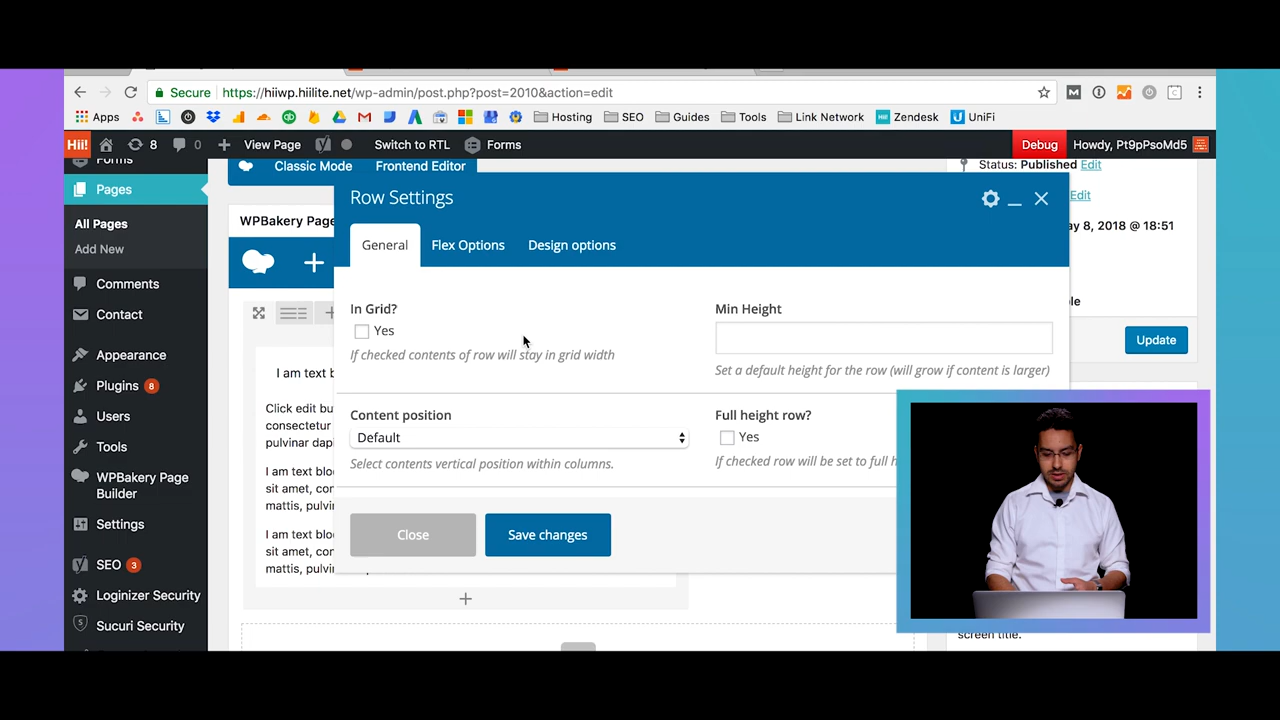 Secure https://hiiwp.hiilite.net/wp-admin/post.php?post=2010&action=edit
Apps Hosting SEO Guides Tools Link Network Zendesk UniFi
Hii! 8 0 View Page Switch to RTL Forms Debug Howdy, Pt9pPsoMd5
Forms
Pages
All Pages
Add New
Comments
Contact
Appearance
Plugins 8
Users
Tools
WPBakery Page
Builder
Settings
SEO 3
Loginizer Security
Sucuri Security
Classic Mode Frontend Editor
WPBakery Page
I am text b
Click edit bu
consectetur
pulvinar dap
I am text blo
sit amet, con
mattis, pulvi
I am text blo
sit amet, con
mattis, pulv
Row Settings
General Flex Options Design options
In Grid?
Yes
If checked contents of row will stay in grid width
Min Height
Set a default height for the row (will grow if content is larger)
Content position
Default
Select contents vertical position within columns.
Full height row?
Yes
If checked row will be set to full h
Close Save changes
Status: Published Edit
Edit
ay 8, 2018 @ 18:51
le
Update
screen title.